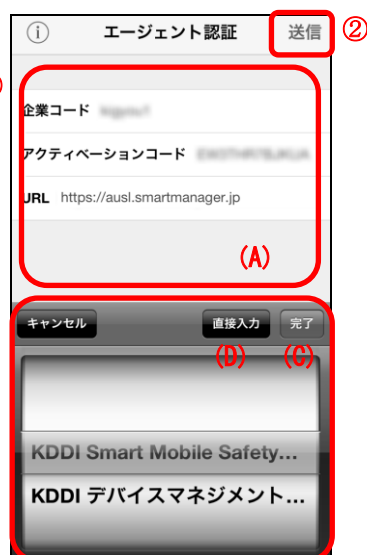 エージェント認証
送信
②
企業コード
アクティベーションコード
URL https://ausl.smartmanager.jp
(A)
キャンセル
直接入力
完了
(D)
(C)
KDDI Smart Mobile Safety...
KDDI デバイスマネジメント...